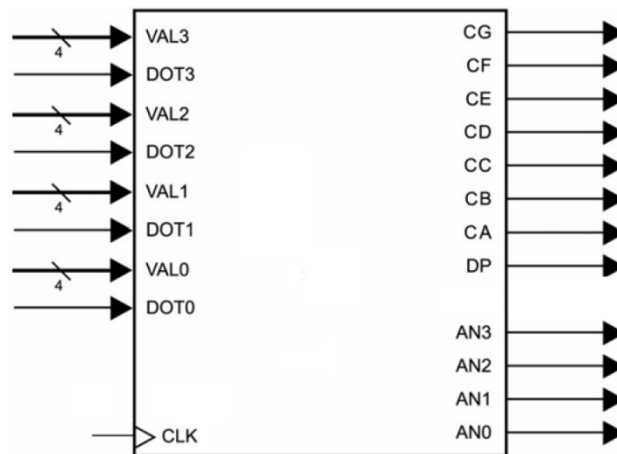 VAL3
4
DOT3
VAL2
4
DOT2
VAL1
4
DOT1
VAL0
4
DOT0
CLK
CG
CF
CE
CD
CC
CB
CA
DP
AN3
AN2
AN1
AN0